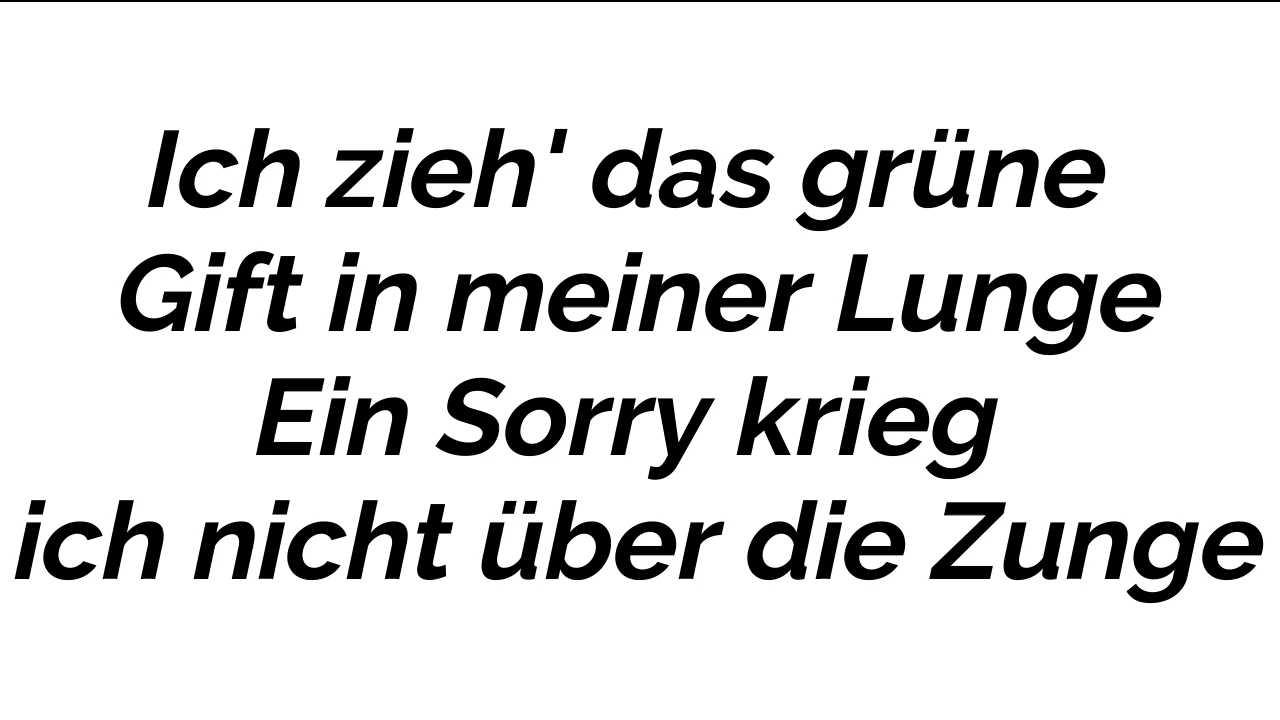 Ich zieh' das grüne
Gift in meiner Lunge
Ein Sorry krieg
ich nicht über die Zunge